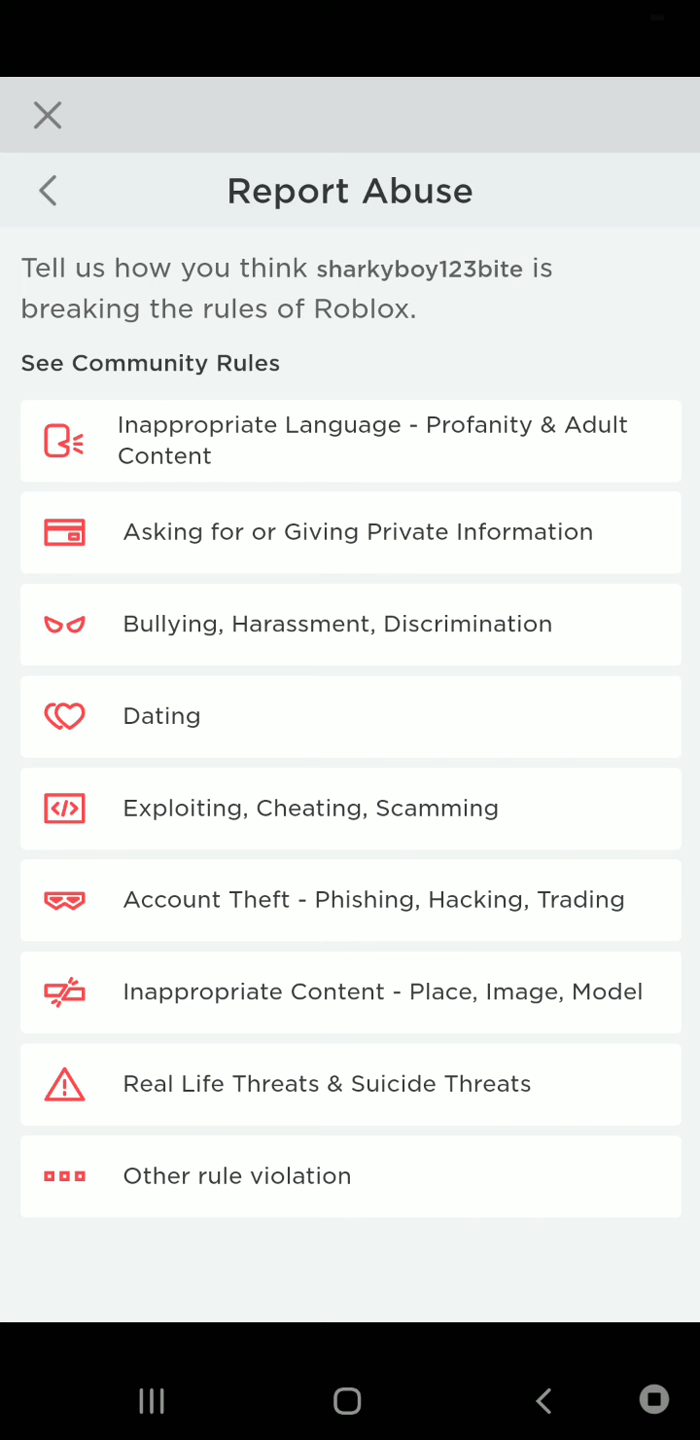 Report Abuse
Tell us how you think sharkyboy123bite is
breaking the rules of Roblox.
See Community Rules
Inappropriate Language - Profanity & Adult
Content
Asking for or Giving Private Information
Bullying, Harassment, Discrimination
Dating
Exploiting, Cheating, Scamming
Account Theft - Phishing, Hacking, Trading
Inappropriate Content - Place, Image, Model
Real Life Threats & Suicide Threats
Other rule violation